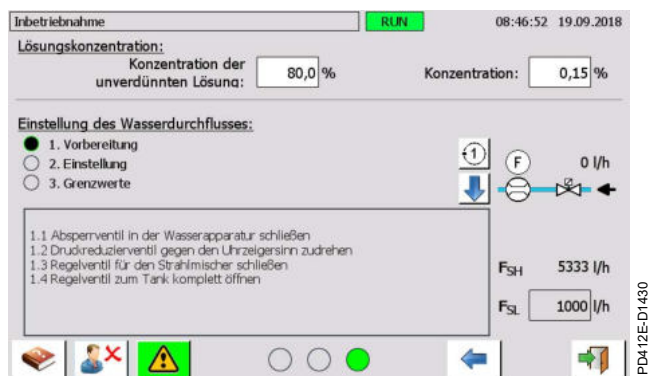 Inbetriebnahme RUN 08:46:52 19.09.2018
Lösungskonzentration:
Konzentration der unverdünnten Lösung: 80,0 % Konzentration: 0,15 %
Einstellung des Wasserdurchflusses:
1. Vorbereitung
2. Einstellung
3. Grenzwerte
1
F 0 l/h
1.1 Absperrventil in der Wasserapparatur schließen
1.2 Druckreduzierventil gegen den Uhrzeigersinn zudrehen
1.3 Regelventil für den Strahlmischer schließen
1.4 Regelventil zum Tank komplett öffnen
FSH 5333 l/h
FSL 1000 l/h
PD412E-D1430